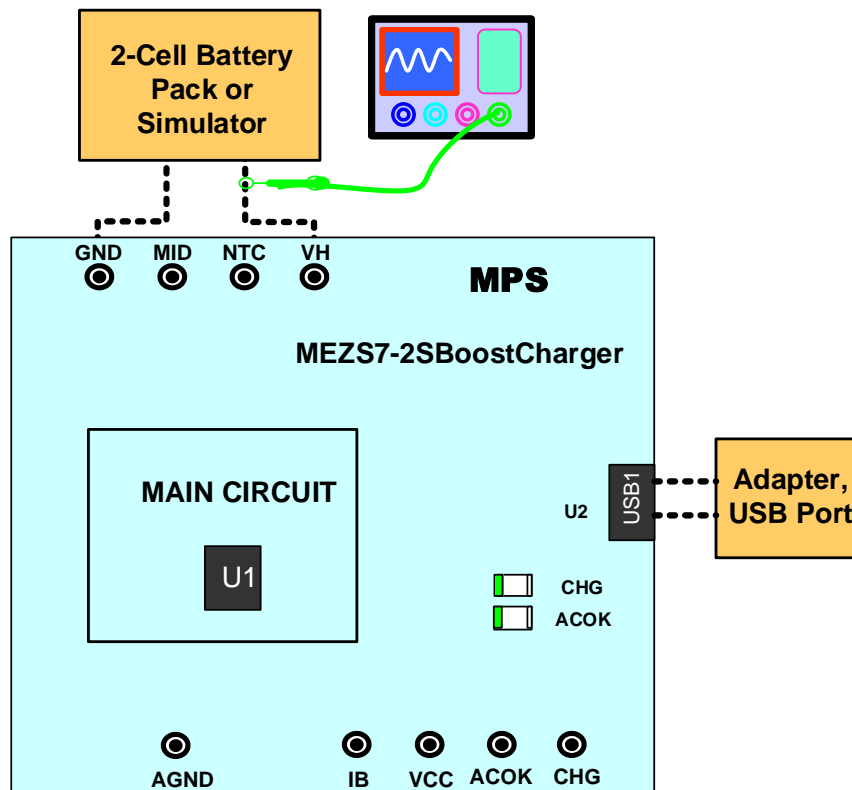 2-Cell Battery
Pack or
Simulator
GND MID NTC VH
MPS
MEZS7-2SBoostCharger
MAIN CIRCUIT
U1
U2
USB1
Adapter,
USB Port
CHG
ACOK
AGND IB VCC ACOK CHG